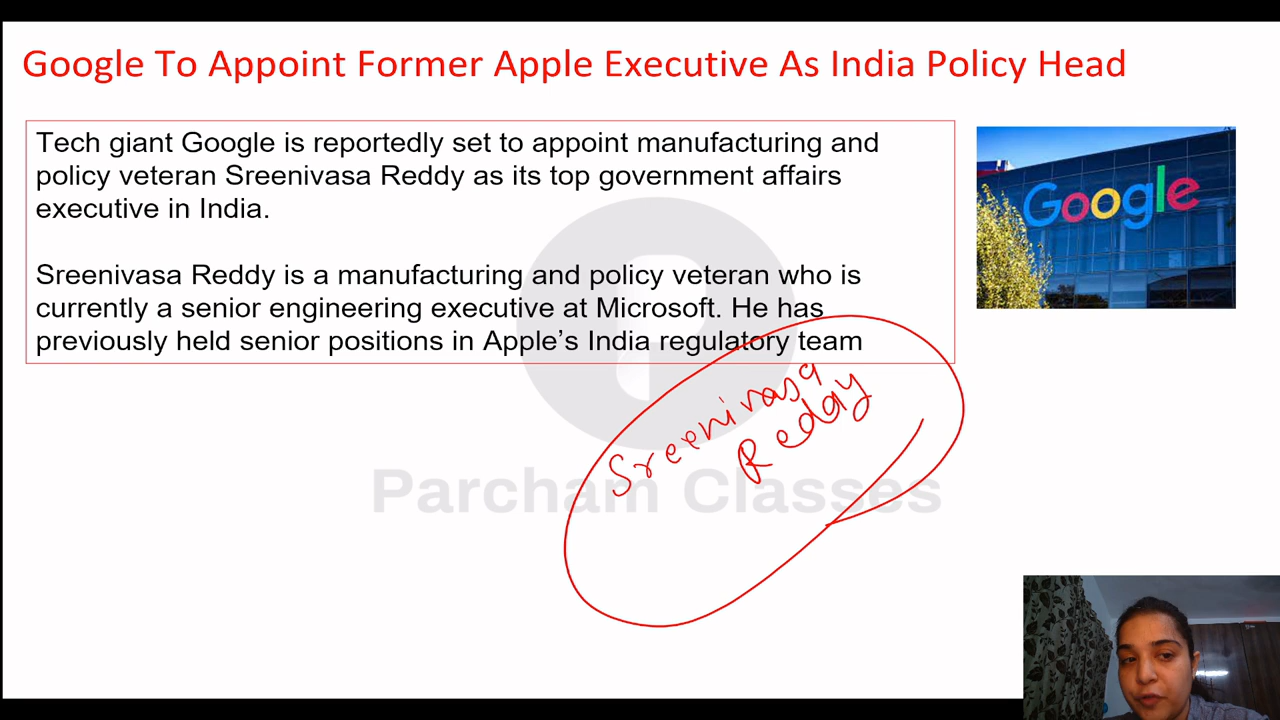 Google To Appoint Former Apple Executive As India Policy Head
Tech giant Google is reportedly set to appoint manufacturing and
policy veteran Sreenivasa Reddy as its top government affairs
executive in India.
Google
Sreenivasa Reddy is a manufacturing and policy veteran who is
currently a senior engineering executive at Microsoft. He has
previously held senior positions in Apple’s India regulatory team
Sreenivasa
Reddy
Parcham Classes